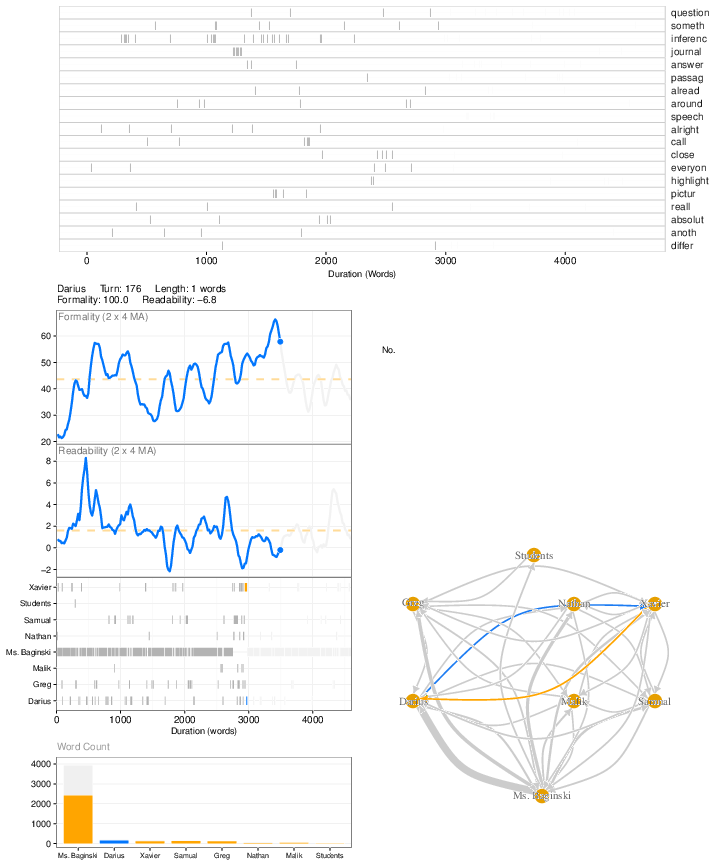 question
someth
inferenc
journal
answer
passag
alread
around
speech
alright
call
close
everyon
highlight
pictur
reall
absolut
anoth
differ
0 1000 2000 3000 4000
Duration (Words)
Darius Turn: 176 Length: 1 words
Formality: 100.0 Readability: −6.8
Formality (2 x 4 MA)
60
50
40
30
20
No.
Readability (2 x 4 MA)
8
6
4
2
0
−2
Xavier
Students
Samual
Nathan
Ms. Baginski
Malik
Greg
Darius
0 1000 2000 3000 4000
Duration (words)
Students
Greg Nathan Xavier
Darius Malik Samual
Ms. Baginski
Word Count
4000
3000
2000
1000
0
Ms. Baginski Darius Xavier Samual Greg Nathan Malik Students